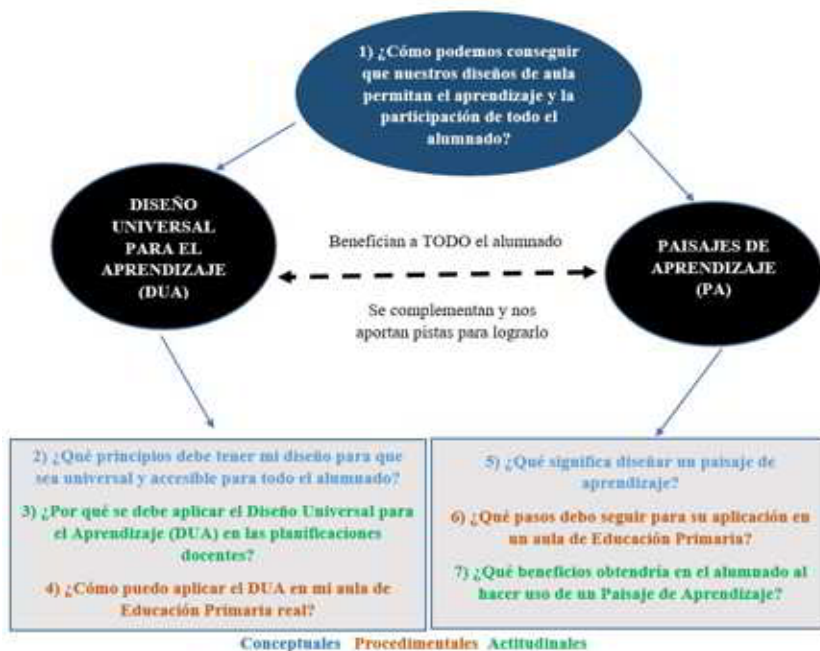 1) ¿Cómo podemos conseguir
que nuestros diseños de aula
permitan el aprendizaje y la
participación de todo el
alumnado?
DISEÑO
UNIVERSAL
PARA EL
APRENDIZAJE
(DUA)
Benefician a TODO el alumnado
Se complementan y nos
aportan pistas para lograrlo
PAISAJES DE
APRENDIZAJE
(PA)
2) ¿Qué principios debe tener mi diseño para que
sea universal y accesible para todo el alumnado?
3) ¿Por qué se debe aplicar el Diseño Universal para
el Aprendizaje (DUA) en las planificaciones
docentes?
4) ¿Cómo puedo aplicar el DUA en mi aula de
Educación Primaria real?
5) ¿Qué significa diseñar un paisaje de
aprendizaje?
6) ¿Qué pasos debo seguir para su aplicación en
un aula de Educación Primaria?
7) ¿Qué beneficios obtendría en el alumnado al
hacer uso de un Paisaje de Aprendizaje?
Conceptuales Procedimentales Actitudinales